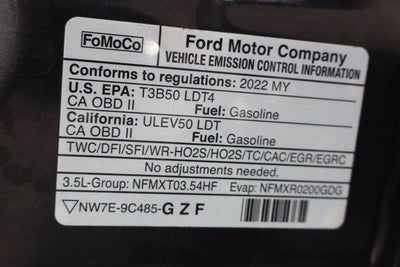 FoMoCo
Ford Motor Company
VEHICLE EMISSION CONTROL INFORMATION
Conforms to regulations: 2022 MY
U.S. EPA: T3B50 LDT4
CA OBD II Fuel: Gasoline
California: ULEV50 LDT
CA OBD II Fuel: Gasoline
TWC/DFI/SFI/WR-HO2S/HO2S/TC/CAC/EGR/EGRC
No adjustments needed.
3.5L-Group: NFMXT03.54HF Evap: NFMXR0200GDG
NW7E-9C485-GZF